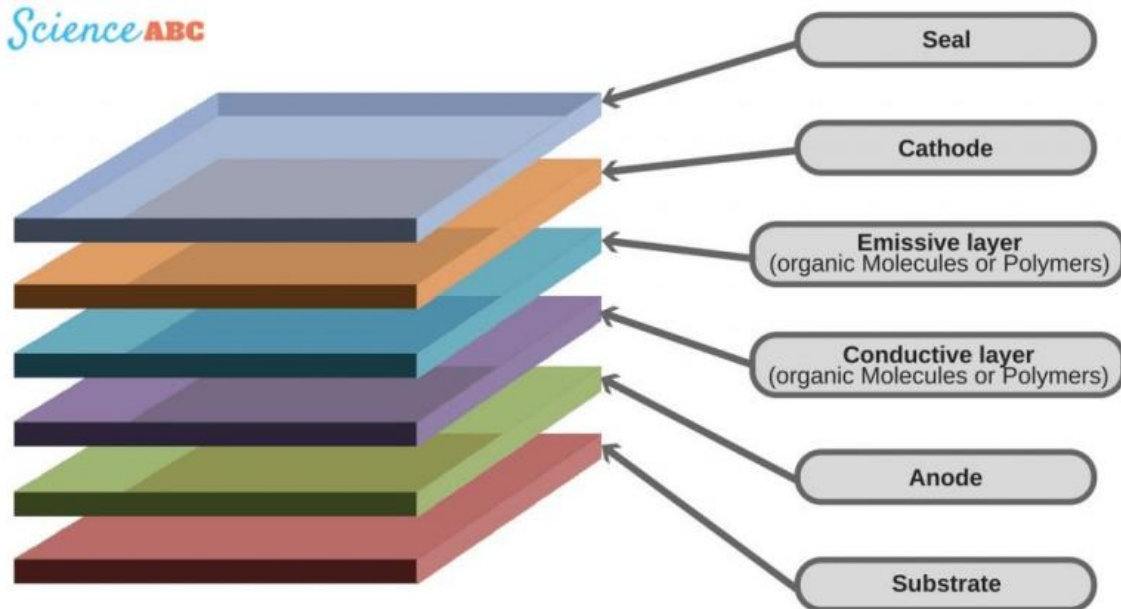 Science ABC
Seal
Cathode
Emissive layer
(organic Molecules or Polymers)
Conductive layer
(organic Molecules or Polymers)
Anode
Substrate